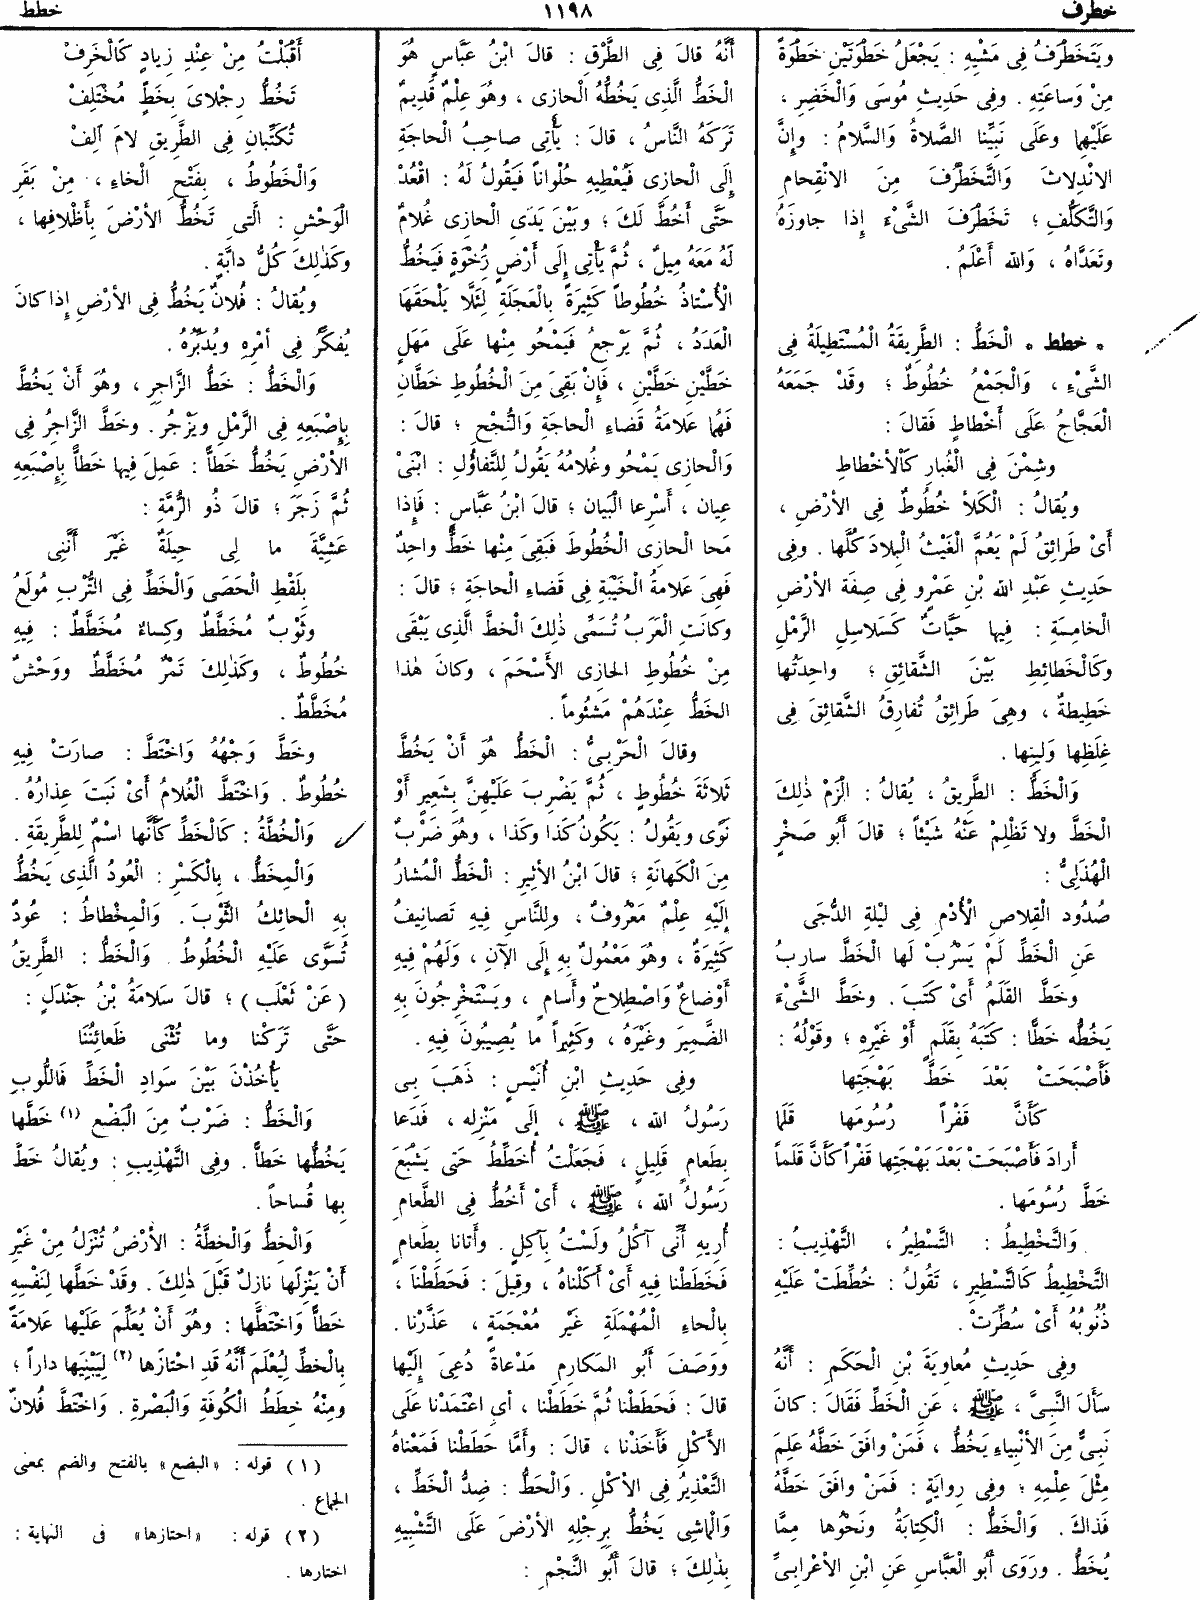 خطرف
١١٩٨
خطط
ويَتَخَطْرَفُ فِى مَشْيِهِ : يَجْعَلُ خَطْوَتَيْنِ خَطْوَةً
مِنْ وَساعَتِهِ . وفِى حَدِيثِ مُوسَى وَالْخَضِرِ ،
عَلَيْهِما وعَلَى نَبِيِّنا الصَّلاةُ وَالسَّلامُ : وإِنَّ
الانْدِلاثَ وَالتَّخَطْرُفَ مِنَ الانْقِحامِ
وَالتَّكَلُّفِ ؛ تَخَطْرَفَ الشَّىْءَ إِذا جاوَزَهُ
وتَعَدَّاهُ ، وَاللهُ أَعْلَمُ .
* خطط * الْخَطُّ : الطَّرِيقَةُ الْمُسْتَطِيلَةُ فِى
الشَّىْءِ ، وَالْجَمْعُ خُطُوطٌ ؛ وقَدْ جَمَعَهُ
الْعَجَّاجُ عَلَى أَخْطاطٍ فَقالَ :
وشِمْنَ فِى الْغُبارِ كَالْأَخْطاطِ
ويُقالُ : الْكَلَأُ خُطُوطٌ فِى الأَرْضِ ،
أَىْ طَرائِقُ لَمْ يَعُمَّ الْغَيْثُ الْبِلادَ كُلَّها . وفِى
حَدِيثِ عَبْدِ اللهِ بْنِ عَمْرٍو فِى صِفَةِ الأَرْضِ
الْخامِسَةِ : فِيها حَيَّاتٌ كَسَلاسِلِ الرَّمْلِ
وكَالْخَطائِطِ بَيْنَ الشَّقائِقِ ؛ واحِدَتُها
خَطِيطَةٌ ، وهِىَ طَرائِقُ تُفارِقُ الشَّقائِقَ فِى
غِلَظِها وَلِينِها .
وَالْخَطُّ : الطَّرِيقُ ، يُقالُ : الْزَمْ ذٰلِكَ
الْخَطَّ ولا تَظْلِمْ عَنْهُ شَيْئاً ؛ قالَ أَبُو صَخْرٍ
الْهُذَلِىُّ :
صُدُودَ الْقِلاصِ الْأُدْمِ فِى لَيْلَةِ الدُّجَى
عَنِ الْخَطِّ لَمْ يَسْرُبْ لَها الْخَطَّ سارِبُ
وخَطَّ القَلَمُ أَىْ كَتَبَ . وخَطَّ الشَّىْءَ
يَخُطُّه خَطًّا : كَتَبَهُ بِقَلَمٍ أَوْ غَيْرِهِ ؛ وقَوْلُهُ :
فَأَصْبَحَتْ بَعْدَ خَطَّ بَهْجَتِها
كَأَنَّ قَفْراً رُسُومَها قَلَمَا
أَرادَ فَأَصْبَحَتْ بَعْدَ بَهْجَتِها قَفْراً كَأَنَّ قَلَماً
خَطَّ رُسُومَها .
وَالتَّخْطِيطُ : التَّسْطِيرُ ، التَّهْذِيبُ :
التَّخْطِيطُ كَالتَّسْطِيرِ ، تَقُولُ : خُطِّطَتْ عَلَيْهِ
ذُنُوبُهُ أَىْ سُطِّرَتْ .
وفِى حَدِيثِ مُعاوِيَةَ بْنِ الْحَكَمِ : أَنَّهُ
سَأَلَ النَّبِىَّ ، ﷺ ، عَنِ الْخَطِّ فَقالَ : كانَ
نَبِىٌّ مِنَ الأَنْبِياءِ يَخُطُّ ، فَمَنْ وافَقَ خَطَّهُ عَلِمَ
مِثْلَ عِلْمِهِ ؛ وفِى رِوايَةٍ : فَمَنْ وافَقَ خَطَّهُ
فَذاكَ . وَالْخَطُّ : الْكِتابَةُ ونَحْوُها مِمَّا
يُخَطُّ . ورَوَى أَبُو الْعَبَّاسِ عَنِ ابْنِ الأَعْرابِىِّ
أَنَّهُ قالَ فِى الطَّرْقِ : قالَ ابْنُ عَبَّاسٍ هُوَ
الْخَطُّ الَّذِى يَخُطُّهُ الْحازِى ، وهُوَ عِلْمٌ قَدِيمٌ
تَرَكَهُ النَّاسُ ، قالَ : يَأْتِى صاحِبُ الْحاجَةِ
إِلَى الْحازِى فَيُعْطِيهِ حُلْواناً فَيَقُولُ لَهُ : اقْعُدْ
حَتَّى أَخُطَّ لَكَ ؛ وبَيْنَ يَدَىِ الْحازِى غُلامٌ
لَهُ مَعَهُ مِيلٌ ، ثُمَّ يَأْتِى إِلَى أَرْضٍ رَخْوَةٍ فَيَخُطُّ
الْأُسْتاذُ خُطُوطاً كَثِيرَةً بِالْعَجَلَةِ لِئَلَّا يَلْحَقَهَا
الْعَدَدُ ، ثُمَّ يَرْجِعُ فَيَمْحُو مِنْها عَلَى مَهَلٍ
خَطَّيْنِ خَطَّيْنِ ، فَإِنْ بَقِىَ مِنَ الْخُطُوطِ خَطَّانِ
فَهُما عَلامَةُ قَضاءِ الْحاجَةِ وَالنُّجْحِ ؛ قالَ :
وَالْحازِى يَمْحُو وغُلامُهُ يَقُولُ لِلتَّفاؤُلِ : ابْنَىْ
عِيان ، أَسْرِعا الْبَيان ؛ قالَ ابْنُ عَبَّاسٍ : فَإِذا
مَحا الْحازِى الْخُطُوطَ فَبَقِىَ مِنْها خَطٌّ واحِدٌ
فَهِىَ عَلامَةُ الْخَيْبَةِ فِى قَضاءِ الْحاجَةِ ؛ قالَ :
وكانَتِ الْعَرَبُ تُسَمِّى ذٰلِكَ الْخَطَّ الَّذِى يَبْقَى
مِنْ خُطُوطِ الحازِى الأَسْحَمَ ، وكانَ هٰذا
الخَطُّ عِنْدَهُمْ مَشْئُوماً .
وقالَ الْحَرْبِىُّ : الْخَطُّ هُوَ أَنْ يَخُطَّ
ثَلاثَةَ خُطُوطٍ ، ثُمَّ يَضْرِبَ عَلَيْهِنَّ بِشَعِيرٍ أَوْ
نَوًى ويَقُولُ : يَكُونُ كَذا وكَذا ، وهُوَ ضَرْبٌ
مِنَ الْكَهانَةِ ؛ قالَ ابْنُ الأَثِيرِ : الْخَطُّ الْمُشارُ
إِلَيْهِ عِلْمٌ مَعْرُوفٌ ، وللنَّاسِ فِيهِ تَصانِيفُ
كَثِيرَةٌ ، وهُوَ مَعْمُولٌ بِهِ إِلَى الآنِ ، وَلَهُمْ فِيهِ
أَوْضاعٌ وَاصْطِلاحٌ وأَسامٍ ، ويَسْتَخْرِجُونَ بِهِ
الضَّمِيرَ وغَيْرَهُ ، وكَثِيراً ما يُصِيبُونَ فِيهِ .
وفِى حَدِيثِ ابْنِ أُنَيْسٍ : ذَهَبَ بِى
رَسُولُ اللهِ ، ﷺ ، إِلَى مَنْزِلِهِ ، فَدَعا
بِطَعامٍ قَلِيلٍ ، فَجَعَلْتُ أُخَطِّطُ حَتَّى يَشْبَعَ
رَسُولُ اللهِ ، ﷺ ، أَىْ أَخُطُّ فِى الطَّعامِ
أُرِيهِ أَنِّى آكُلُ ولَسْتُ بِآكِلٍ . وأَتانا بِطَعامٍ
فَخَطَطْنا فِيهِ أَىْ أَكَلْناهُ ، وقِيلَ : فَحَطَطْنا ،
بِالْحاءِ الْمُهْمَلَةِ غَيْرَ مُعْجَمَةٍ ، عَذَّرْنا .
ووَصَفَ أَبُو المَكارِمِ مَدْعاةً دُعِىَ إِلَيْها
قالَ : فَحَطَطْنا ثُمَّ خَطَطْنا ، أَىِ اعْتَمَدْنا عَلَى
الأَكْلِ فَأَخَذْنا ، قالَ : وأَمَّا حَطَطْنا فَمَعْناهُ
التَّعْذِيرُ فِى الأَكْلِ . وَالْحَطُّ : ضِدُّ الْخَطِّ ،
وَالْماشِى يَخُطُّ بِرِجْلِهِ الأَرْضَ عَلَى التَّشْبِيهِ
بِذٰلِكَ ؛ قالَ أَبُو النَّجْمِ :
أَقْبَلْتُ مِنْ عِنْدِ زِيادٍ كَالْخَرِفْ
تَخُطُّ رِجْلاىَ بِخَطٍّ مُخْتَلِفْ
تُكَتِّبانِ فِى الطَّرِيقِ لامَ اَلِفْ
وَالْخَطُوطُ ، بِفَتْحِ الْخاءِ ، مِنْ بَقَرِ
الْوَحْشِ : الَّتِى تَخُطُّ الأَرْضَ بِأَظْلافِها ،
وكَذٰلِكَ كُلُّ دابَّةٍ .
ويُقالُ : فُلانٌ يَخُطُّ فِى الأَرْضِ إِذا كانَ
يُفَكِّرُ فِى أَمْرِهِ ويُدَبِّرُهُ .
وَالْخَطُّ : خَطُّ الزَّاجِرِ ، وهُوَ أَنْ يَخُطَّ
بِإِصْبَعِهِ فِى الرَّمْلِ ويَزْجُر . وخَطَّ الزَّاجِرُ فِى
الأَرْضِ يَخُطُّ خَطاًّ : عَمِلَ فِيها خَطاًّ بِإِصْبَعِهِ
ثُمَّ زَجَرَ ؛ قالَ ذُو الرُّمَّةِ :
عَشِيَّةَ ما لِى حِيلَةٌ غَيْرَ أَنَّنِى
بِلَقْطِ الْحَصَى وَالْخَطِّ فِى التُّرْبِ مُولَعُ
وثَوْبٌ مُخَطَّطٌ وكِساءٌ مُخَطَّطٌ : فِيهِ
خُطُوطٌ ، وكَذٰلِكَ تَمْرٌ مُخَطَّطٌ ووَحْشٌ
مُخَطَّطٌ .
وخَطَّ وَجْهُهُ وَاخْتَطَّ : صارَتْ فِيهِ
خُطُوطٌ . وَاخْتَطَّ الْغُلامُ أَىْ نَبَتَ عِذارُهُ .
وَالْخُطَّةُ : كَالْخَطِّ كَأَنَّها اسْمٌ لِلطَّرِيقَةِ .
وَالْمِخَطُّ ، بِالْكَسْرِ : الْعُودُ الَّذِى يَخُطُّ
بِهِ الْحائِكُ الثَّوْبَ . وَالْمِخْطاطُ : عُودٌ
تُسَوَّى عَلَيْهِ الْخُطُوطُ . وَالْخَطُّ : الطَّرِيقُ
( عَنْ ثَعْلَبٍ ) ؛ قالَ سَلامَةُ بْنُ جَنْدَلٍ :
حَتَّى تَرَكْنا وما تُثْنَى ظَعائِنُنَا
يَأْخُذْنَ بَيْنَ سَوادِ الْخَطِّ فَاللُّوبِ
وَالْخَطُّ : ضَرْبٌ مِنَ الْبَضْعِ (١) خَطَّها
يَخُطُّها خَطاًّ . وفِى التَّهْذِيبِ : ويُقالُ خَطَّ
بِها قُساحاً .
وَالْخِطُّ وَالْخِطَّةُ : الأَرْضُ تُنْزَلُ مِنْ غَيْرِ
أَنْ يَنْزِلَها نازِلٌ قَبْلَ ذٰلِكَ . وقَدْ خَطَّها لِنَفْسِهِ
خَطاًّ وَاخْتَطَّها : وهُوَ أَنْ يُعَلِّمَ عَلَيْها عَلامَةً
بِالْخَطِّ لِيُعْلَمَ أَنَّهُ قَدِ احْتازَها (٢) لِيَبْنِيَها داراً ؛
ومِنْهُ خِطَطُ الْكُوفَةِ وَالْبَصْرَةِ . وَاخْتَطَّ فُلانٌ
(١) قوله : «البضع» بالفتح والضم بمعنى
الجماع .
(٢) قوله : «احتازها» فى النهاية :
اختارها .